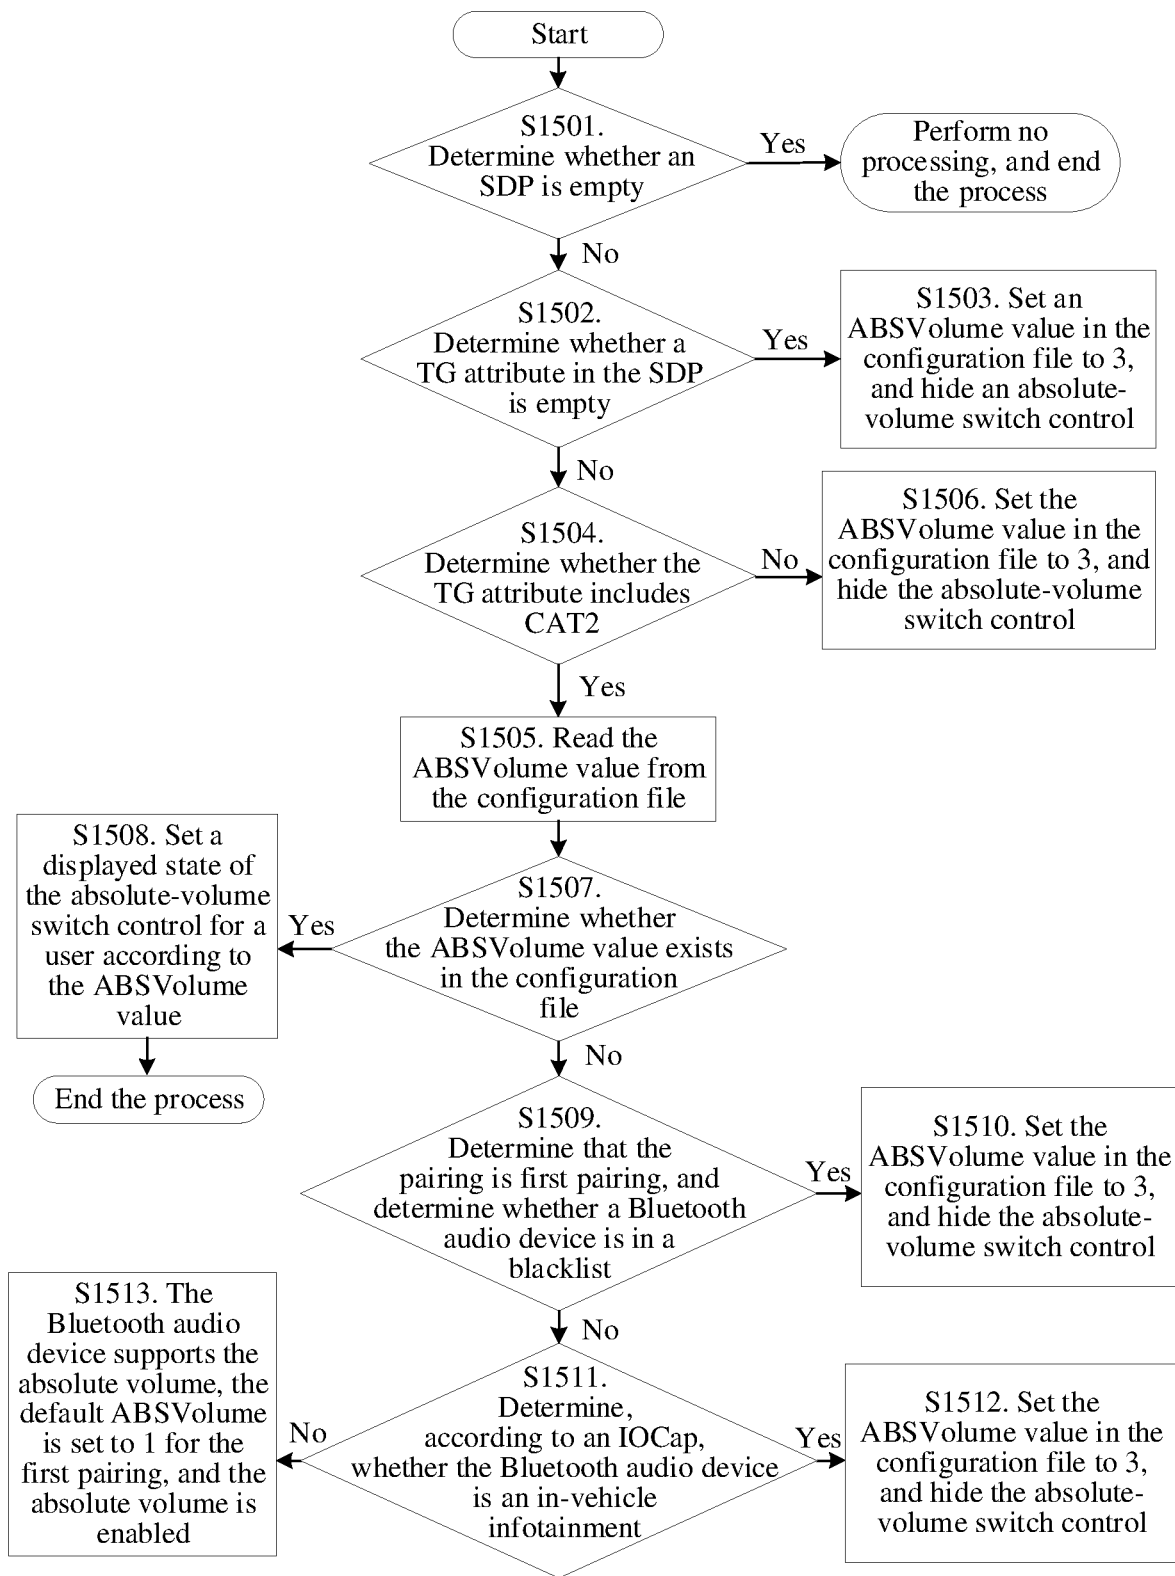 Start
S1501.
Determine whether an
SDP is empty
Yes
Perform no
processing, and end
the process
No
S1502.
Determine whether a
TG attribute in the SDP
is empty
Yes
S1503. Set an
ABSVolume value in the
configuration file to 3,
and hide an absolute-
volume switch control
No
S1504.
Determine whether the
TG attribute includes
CAT2
No
S1506. Set the
ABSVolume value in the
configuration file to 3, and
hide the absolute-volume
switch control
Yes
S1505. Read the
ABSVolume value from
the configuration file
S1507.
Determine whether
the ABSVolume value exists
in the configuration
file
Yes
S1508. Set a
displayed state of
the absolute-volume
switch control for a
user according to
the ABSVolume
value
End the process
No
S1509.
Determine that the
pairing is first pairing, and
determine whether a Bluetooth
audio device is in a
blacklist
Yes
S1510. Set the
ABSVolume value in the
configuration file to 3,
and hide the absolute-
volume switch control
No
S1511.
Determine,
according to an IOCap,
whether the Bluetooth audio device
is an in-vehicle
infotainment
Yes
S1512. Set the
ABSVolume value in the
configuration file to 3,
and hide the absolute-
volume switch control
No
S1513. The
Bluetooth audio
device supports the
absolute volume, the
default ABSVolume
is set to 1 for the
first pairing, and the
absolute volume is
enabled